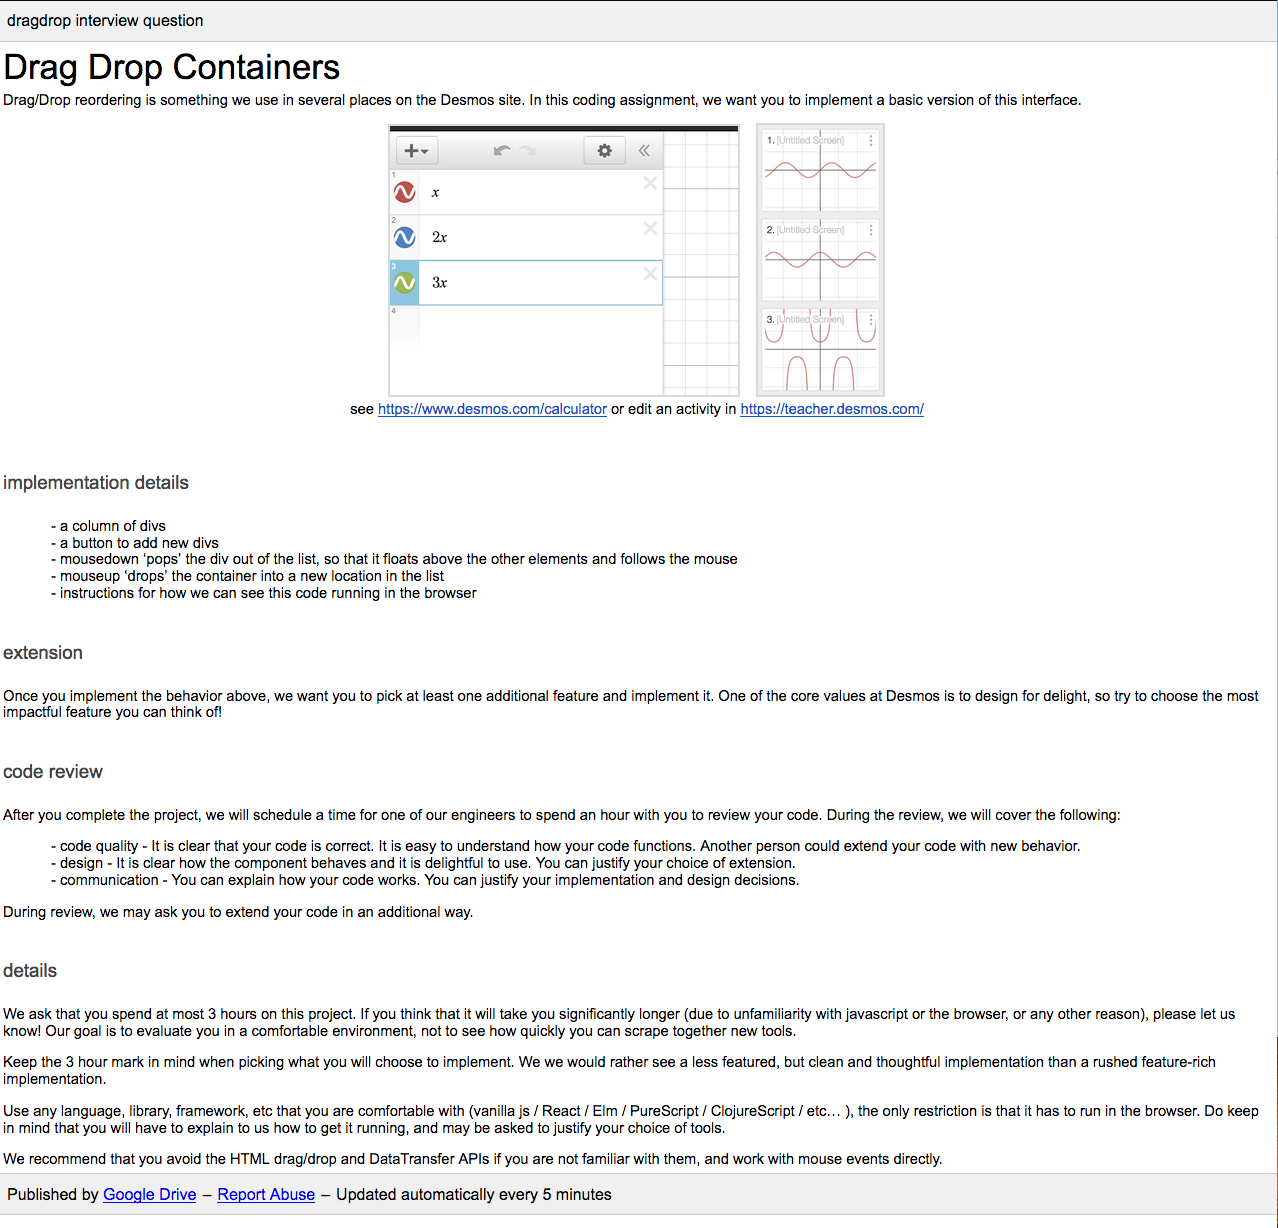 dragdrop interview question
Drag Drop Containers
Drag/Drop reordering is something we use in several places on the Desmos site. In this coding assignment, we want you to implement a basic version of this interface.
1
x
2
2x
3
3x
4
1. [Untitled Screen]
2. [Untitled Screen]
3. [Untitled Screen]
see https://www.desmos.com/calculator or edit an activity in https://teacher.desmos.com/
implementation details
- a column of divs
- a button to add new divs
- mousedown ‘pops’ the div out of the list, so that it floats above the other elements and follows the mouse
- mouseup ‘drops’ the container into a new location in the list
- instructions for how we can see this code running in the browser
extension
Once you implement the behavior above, we want you to pick at least one additional feature and implement it. One of the core values at Desmos is to design for delight, so try to choose the most
impactful feature you can think of!
code review
After you complete the project, we will schedule a time for one of our engineers to spend an hour with you to review your code. During the review, we will cover the following:
- code quality - It is clear that your code is correct. It is easy to understand how your code functions. Another person could extend your code with new behavior.
- design - It is clear how the component behaves and it is delightful to use. You can justify your choice of extension.
- communication - You can explain how your code works. You can justify your implementation and design decisions.
During review, we may ask you to extend your code in an additional way.
details
We ask that you spend at most 3 hours on this project. If you think that it will take you significantly longer (due to unfamiliarity with javascript or the browser, or any other reason), please let us
know! Our goal is to evaluate you in a comfortable environment, not to see how quickly you can scrape together new tools.
Keep the 3 hour mark in mind when picking what you will choose to implement. We we would rather see a less featured, but clean and thoughtful implementation than a rushed feature-rich
implementation.
Use any language, library, framework, etc that you are comfortable with (vanilla js / React / Elm / PureScript / ClojureScript / etc… ), the only restriction is that it has to run in the browser. Do keep
in mind that you will have to explain to us how to get it running, and may be asked to justify your choice of tools.
We recommend that you avoid the HTML drag/drop and DataTransfer APIs if you are not familiar with them, and work with mouse events directly.
Published by Google Drive – Report Abuse – Updated automatically every 5 minutes